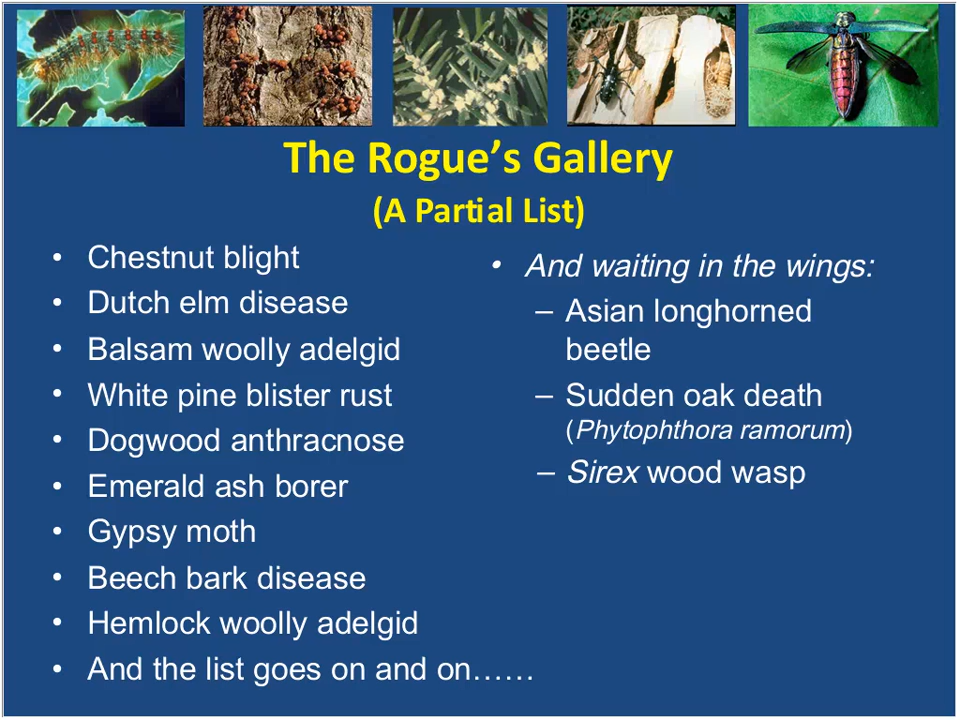 The Rogue’s Gallery
(A Partial List)
• Chestnut blight
• Dutch elm disease
• Balsam woolly adelgid
• White pine blister rust
• Dogwood anthracnose
• Emerald ash borer
• Gypsy moth
• Beech bark disease
• Hemlock woolly adelgid
• And the list goes on and on……
• And waiting in the wings:
– Asian longhorned
beetle
– Sudden oak death
(Phytophthora ramorum)
– Sirex wood wasp